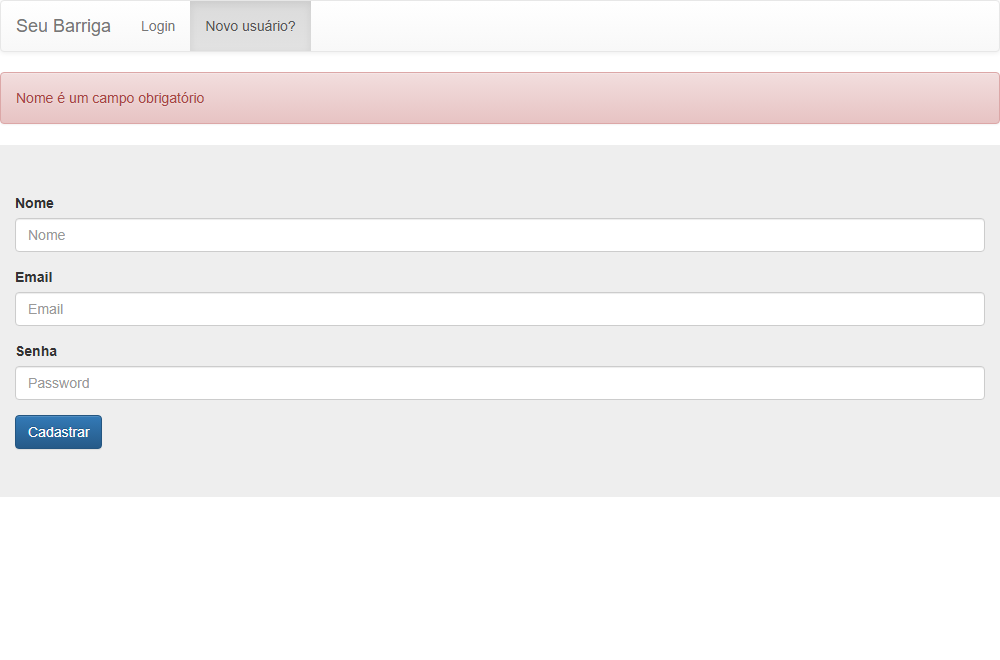 Seu Barriga Login Novo usuário?
Nome é um campo obrigatório
Nome
Nome
Email
Email
Senha
Password
Cadastrar